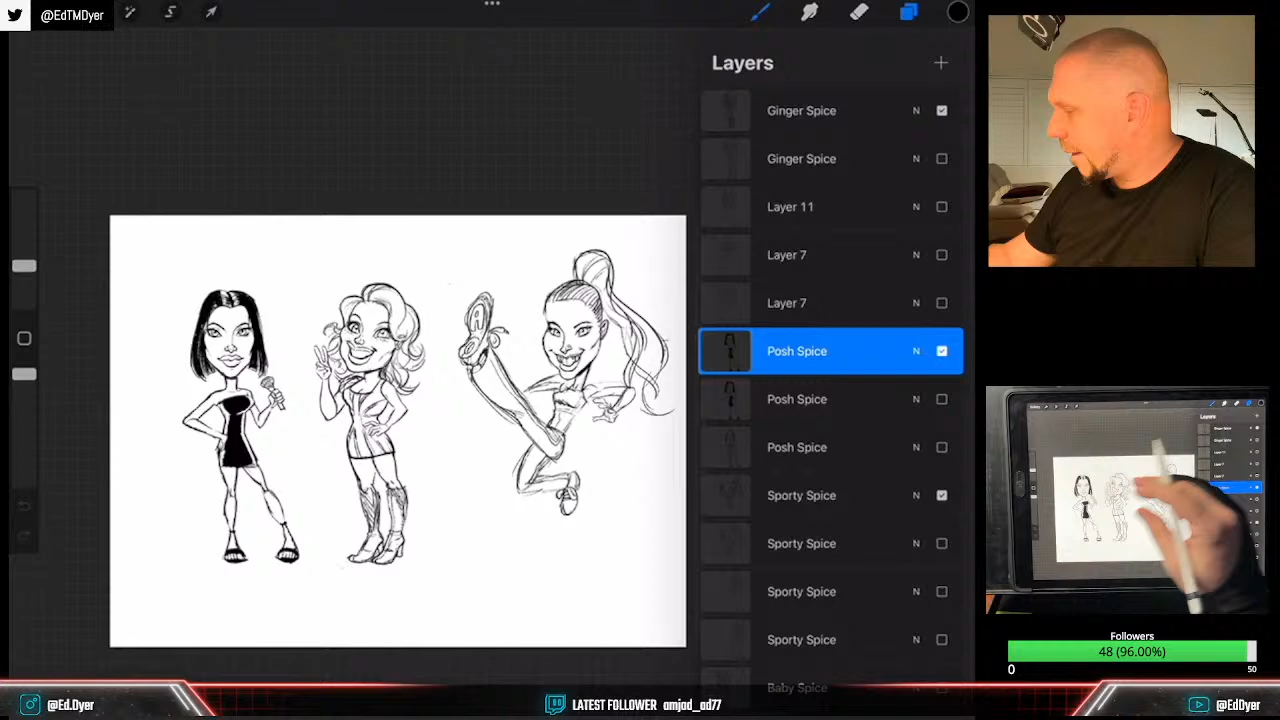 @EdTMDyer
Layers
Ginger Spice N
Ginger Spice N
Layer 11 N
Layer 7 N
Layer 7 N
Posh Spice N
Posh Spice N
Posh Spice N
Sporty Spice N
Sporty Spice N
Sporty Spice N
Sporty Spice N
Baby Spice
Followers
48 (96.00%)
0 50
@Ed.Dyer
LATEST FOLLOWER amjad_ad77
@EdDyer